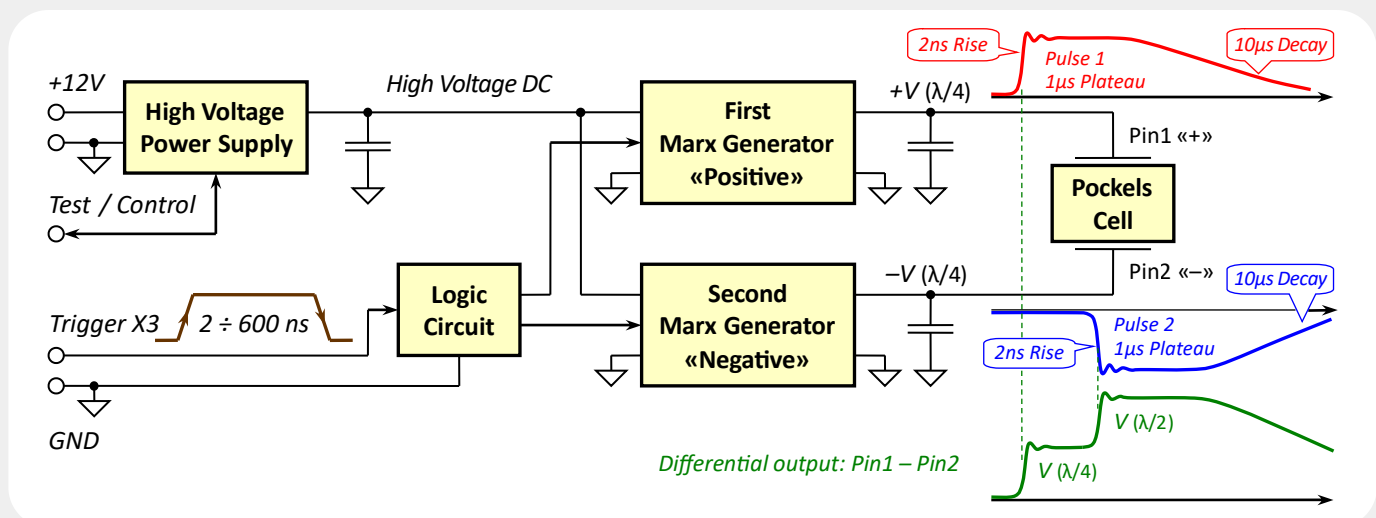 +12V
High Voltage
Power Supply
Test / Control
High Voltage DC
First
Marx Generator
«Positive»
+V (λ/4)
2ns Rise
Pulse 1
1µs Plateau
10µs Decay
Pin1 «+»
Pockels
Cell
Pin2 «–»
Trigger X3
2 ÷ 600 ns
GND
Logic
Circuit
Second
Marx Generator
«Negative»
–V (λ/4)
10µs Decay
Pulse 2
1µs Plateau
2ns Rise
V (λ/2)
V (λ/4)
Differential output: Pin1 – Pin2